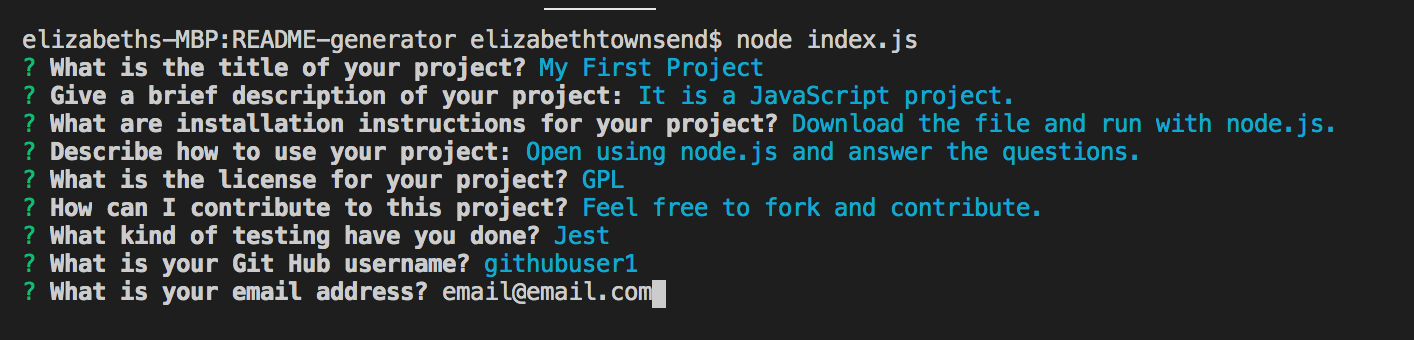 elizabeths-MBP:README-generator elizabethtownsend$ node index.js
? What is the title of your project? My First Project
? Give a brief description of your project: It is a JavaScript project.
? What are installation instructions for your project? Download the file and run with node.js.
? Describe how to use your project: Open using node.js and answer the questions.
? What is the license for your project? GPL
? How can I contribute to this project? Feel free to fork and contribute.
? What kind of testing have you done? Jest
? What is your Git Hub username? githubuser1
? What is your email address? email@email.com